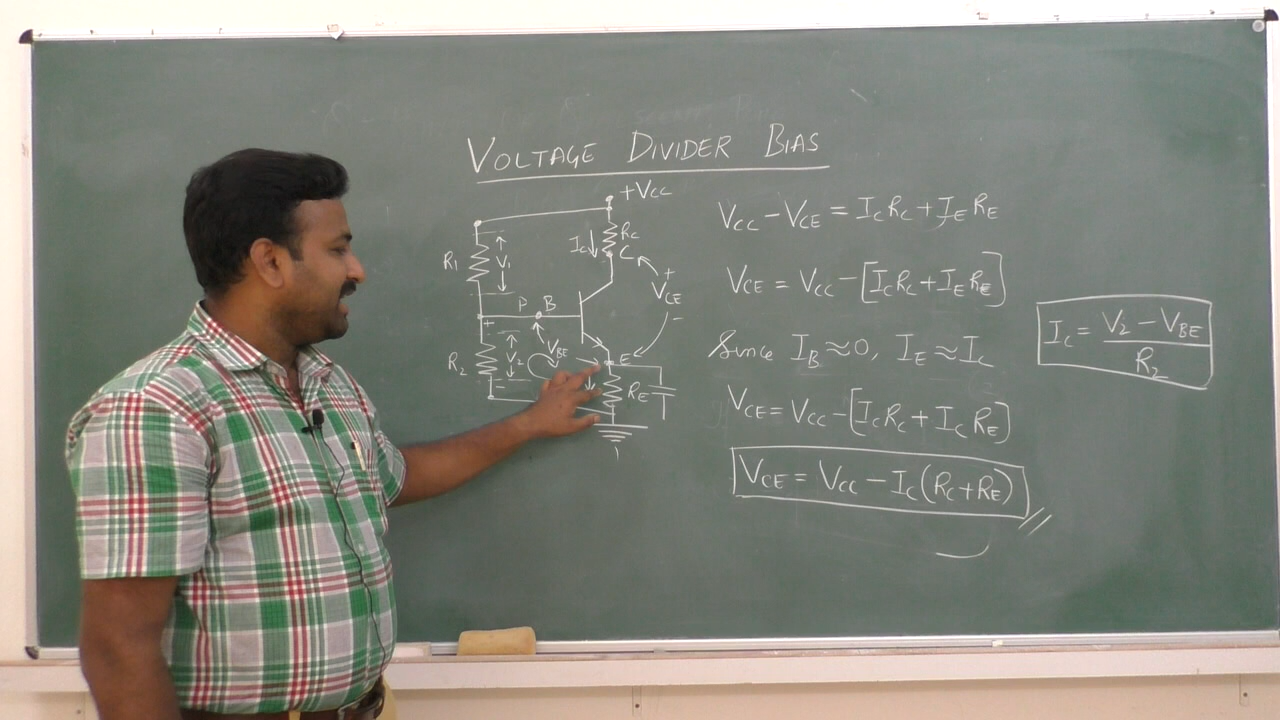 VOLTAGE DIVIDER BIAS
+VCC
R1
V1
IC
RC
C
P B
+
VCE
-
R2
+
V2
-
VBE
E
RE
VCC - VCE = ICRC + IERE
VCE = VCC - [ICRC + IERE]
Since IB ≈ 0, IE ≈ IC
VCE = VCC - [ICRC + IC RE]
VCE = VCC - IC(RC+RE)
IC = V2 - VBE
R2